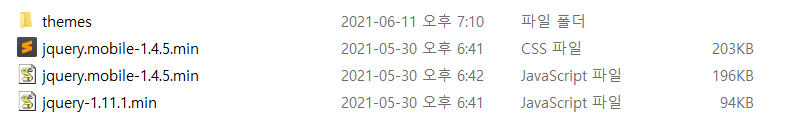 themes 2021-06-11 오후 7:10 파일 폴더
jquery.mobile-1.4.5.min 2021-05-30 오후 6:41 CSS 파일 203KB
jquery.mobile-1.4.5.min 2021-05-30 오후 6:42 JavaScript 파일 196KB
jquery-1.11.1.min 2021-05-30 오후 6:41 JavaScript 파일 94KB